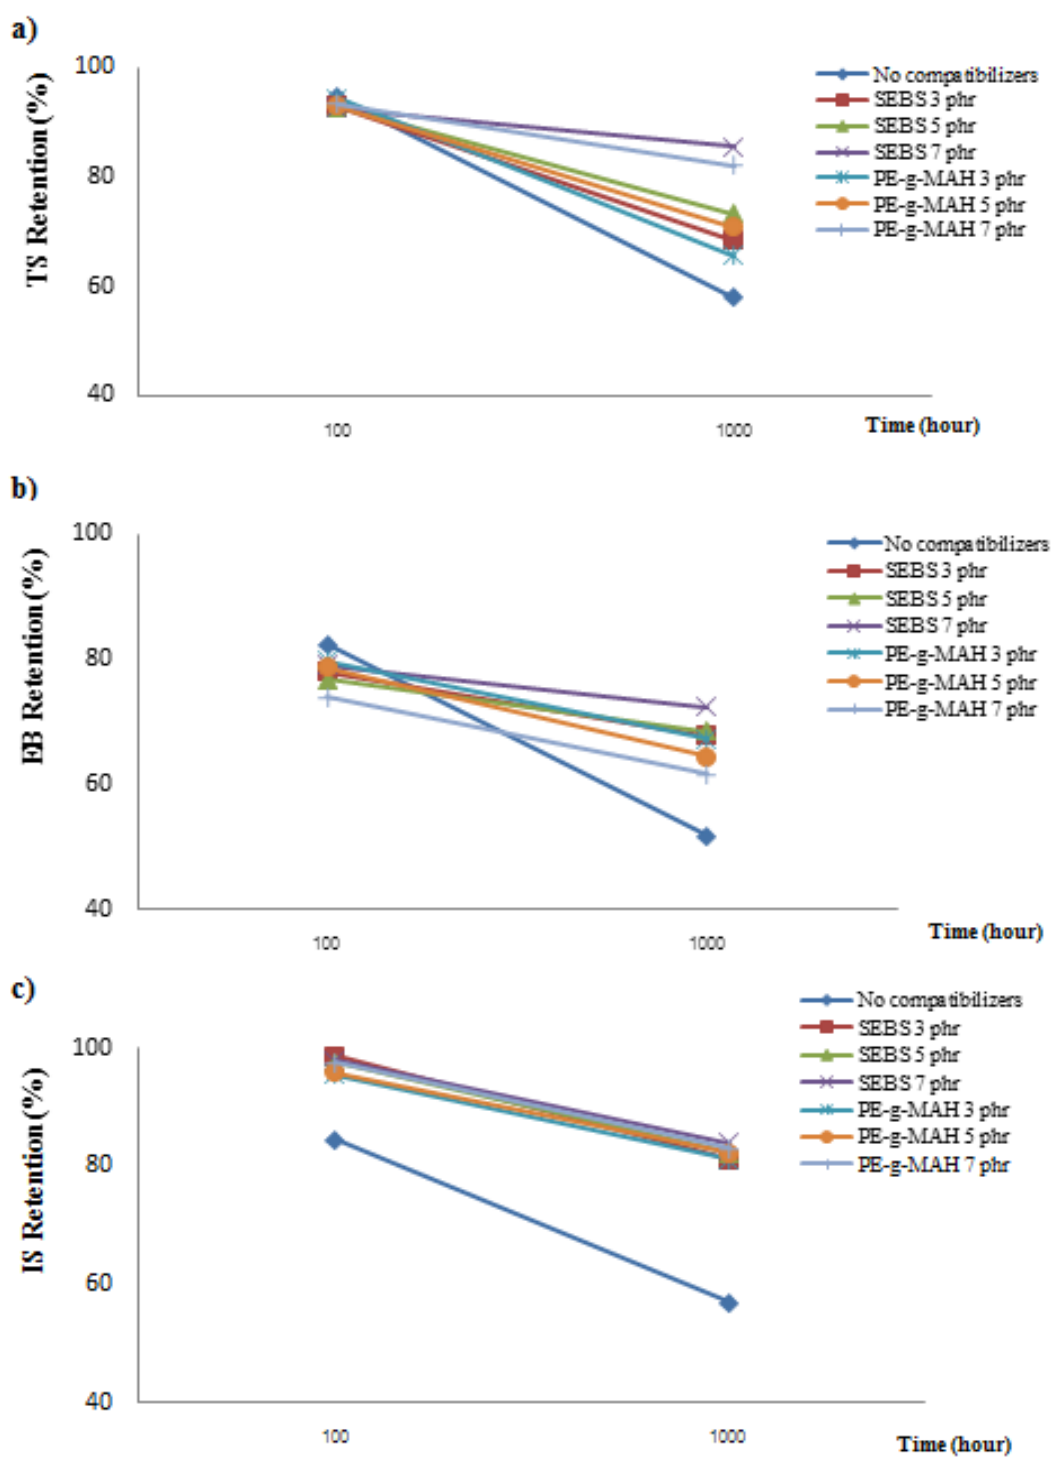 a)
TS Retention (%)
100
80
60
40
100
1000
Time (hour)
No compatibilizers
SEBS 3 phr
SEBS 5 phr
SEBS 7 phr
PE-g-MAH 3 phr
PE-g-MAH 5 phr
PE-g-MAH 7 phr
b)
EB Retention (%)
100
80
60
40
100
1000
Time (hour)
No compatibilizers
SEBS 3 phr
SEBS 5 phr
SEBS 7 phr
PE-g-MAH 3 phr
PE-g-MAH 5 phr
PE-g-MAH 7 phr
c)
IS Retention (%)
100
80
60
40
100
1000
Time (hour)
No compatibilizers
SEBS 3 phr
SEBS 5 phr
SEBS 7 phr
PE-g-MAH 3 phr
PE-g-MAH 5 phr
PE-g-MAH 7 phr